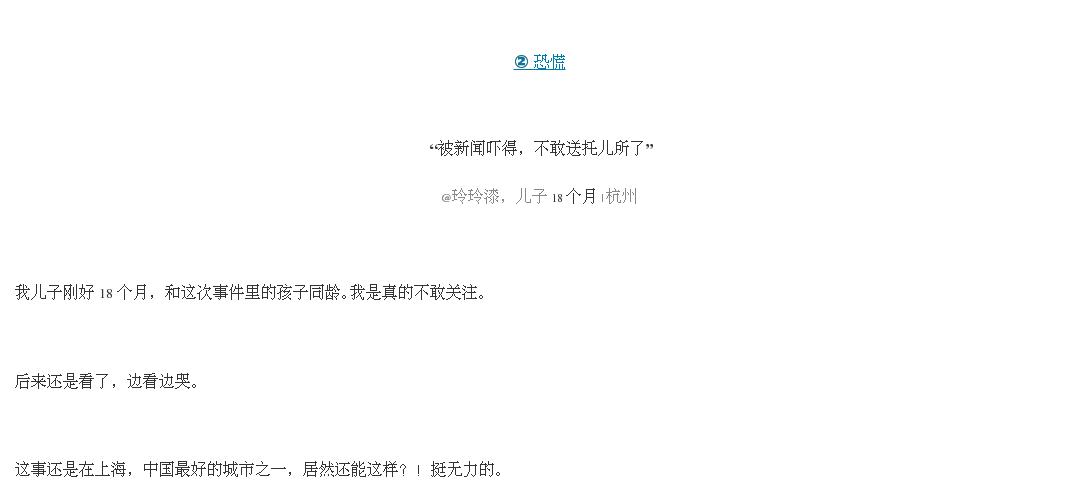 ② 恐慌
“被新闻吓得，不敢送托儿所了”
@玲玲漆，儿子 18 个月 |杭州
我儿子刚好 18 个月，和这次事件里的孩子同龄。我是真的不敢关注。
后来还是看了，边看边哭。
这事还是在上海，中国最好的城市之一，居然还能这样？！挺无力的。